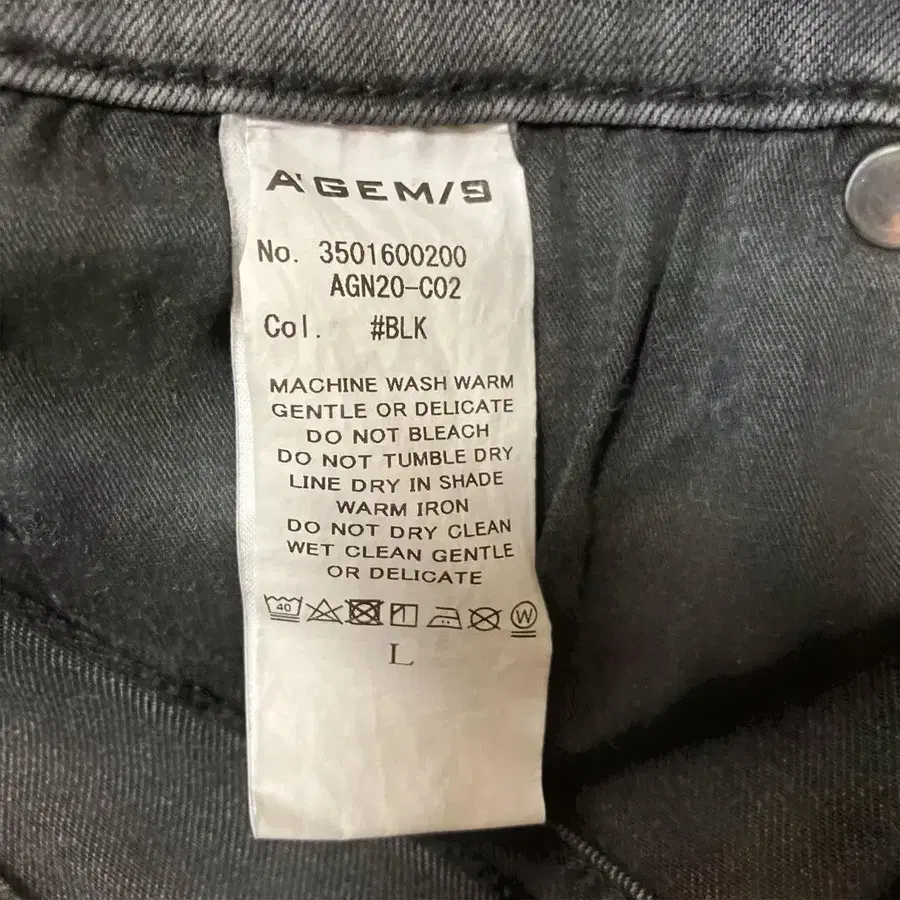 A'GEM/9
No. 3501600200
AGN20-C02
Col. #BLK
MACHINE WASH WARM
GENTLE OR DELICATE
DO NOT BLEACH
DO NOT TUMBLE DRY
LINE DRY IN SHADE
WARM IRON
DO NOT DRY CLEAN
WET CLEAN GENTLE
OR DELICATE
40 W
L